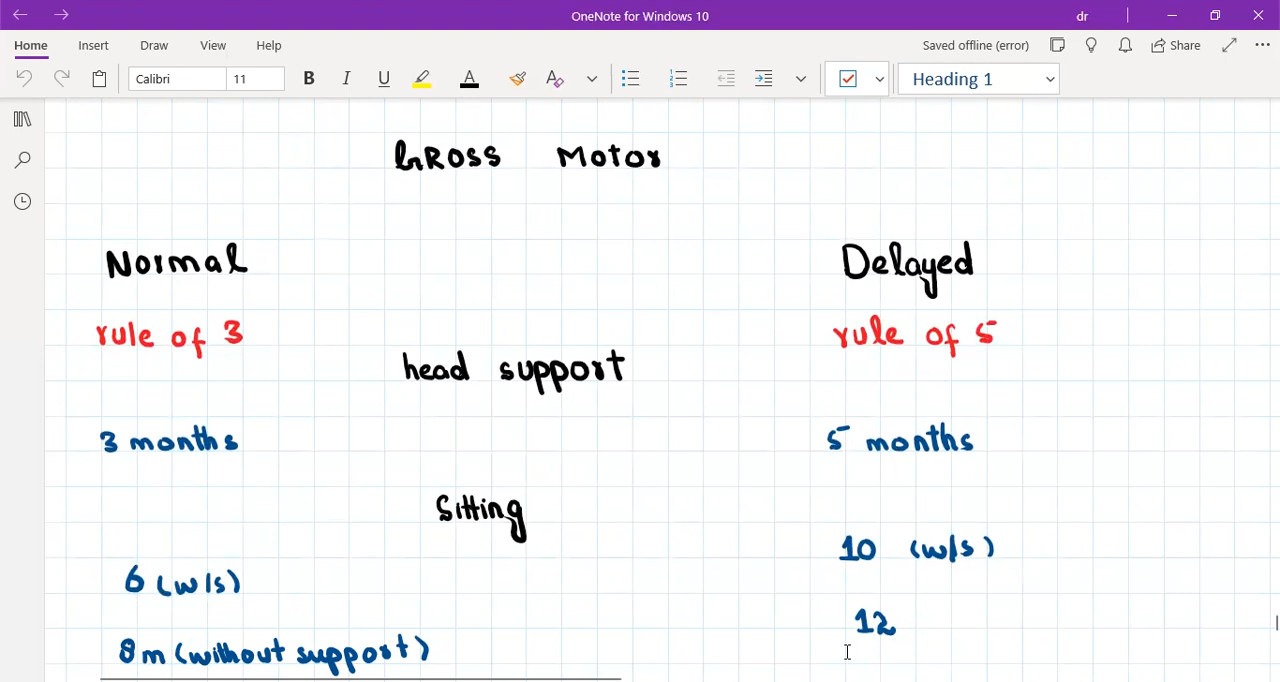 OneNote for Windows 10
dr
Home Insert Draw View Help
Saved offline (error)
Share
Calibri 11 B I U A
Heading 1
GROSS Motor
Normal
Delayed
rule of 3
rule of 5
head support
3 months
5 months
Sitting
10 (w/s)
6 (w/s)
12
8m (without support)